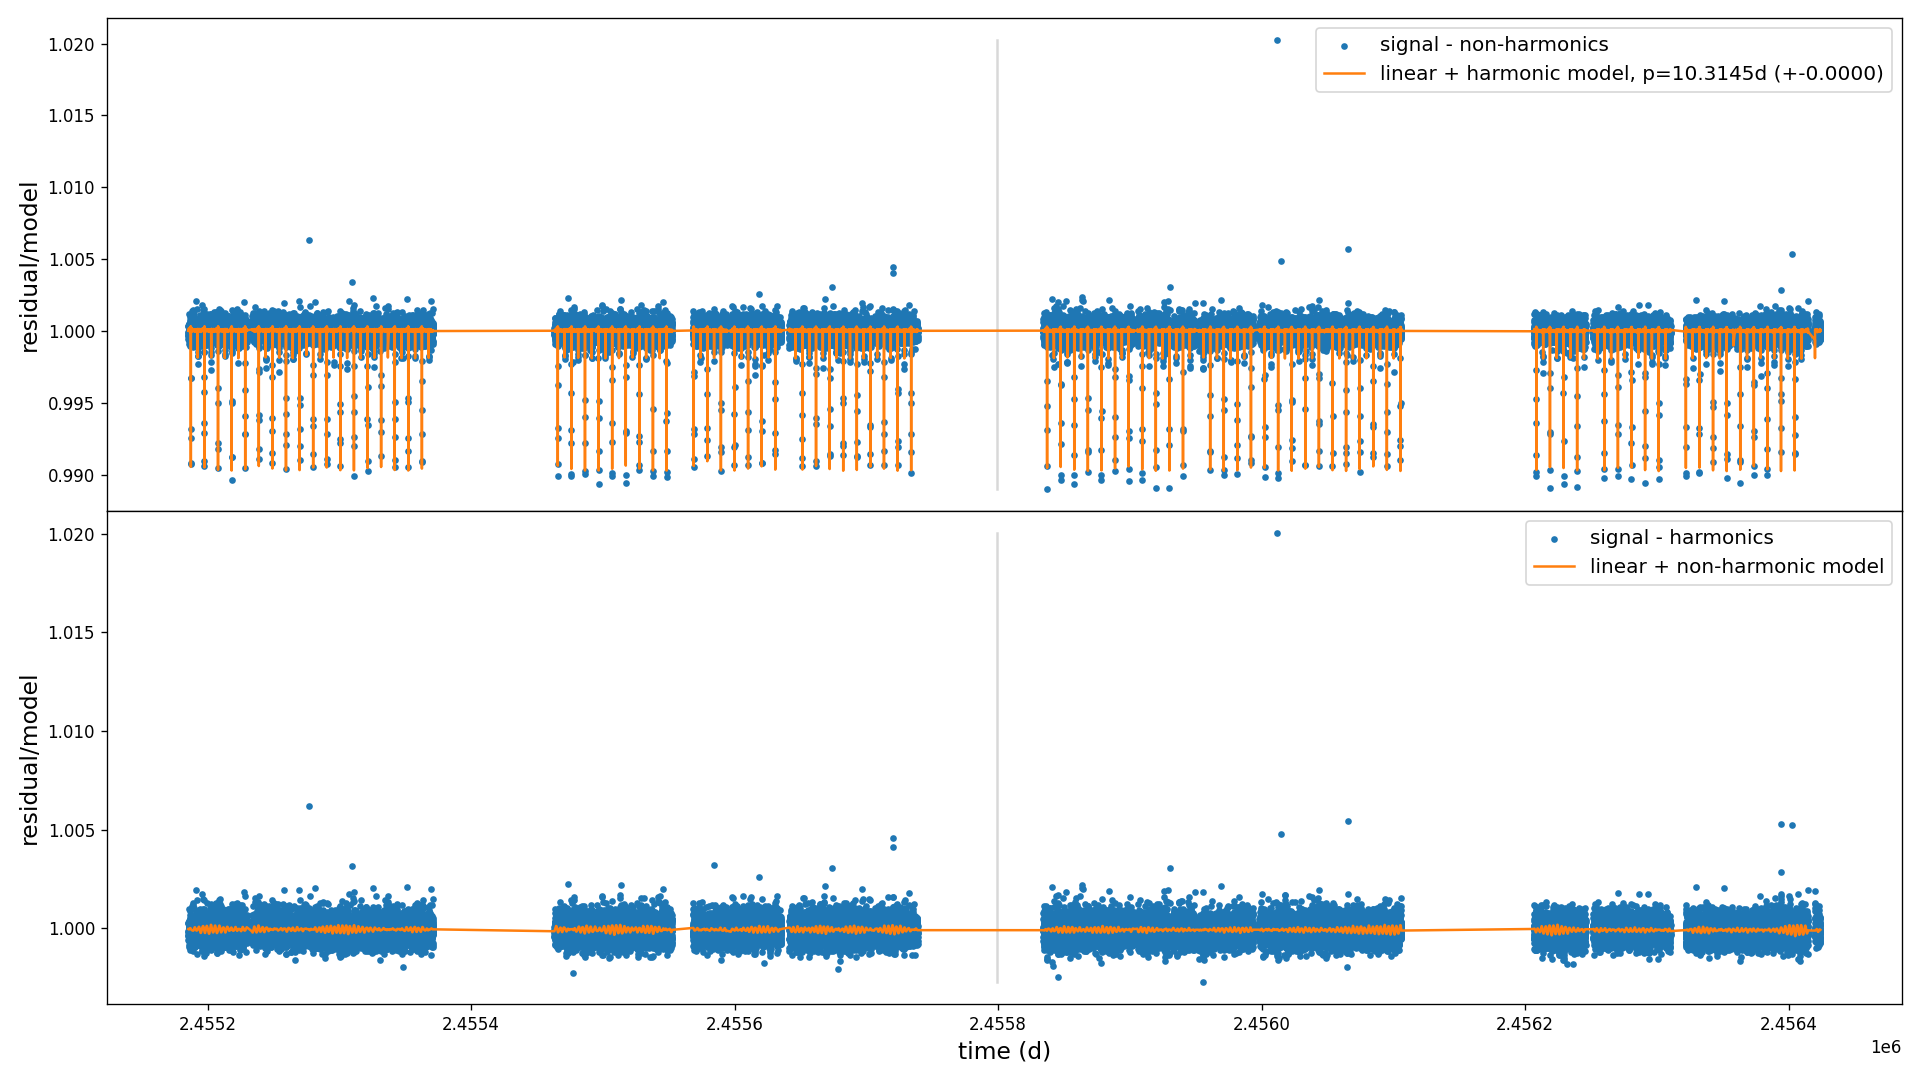 1.020
1.015
1.010
1.005
1.000
0.995
0.990
residual/model
signal - non-harmonics
linear + harmonic model, p=10.3145d (+-0.0000)
1.020
1.015
1.010
1.005
1.000
residual/model
signal - harmonics
linear + non-harmonic model
2.4552
2.4554
2.4556
2.4558
2.4560
2.4562
2.4564
1e6
time (d)